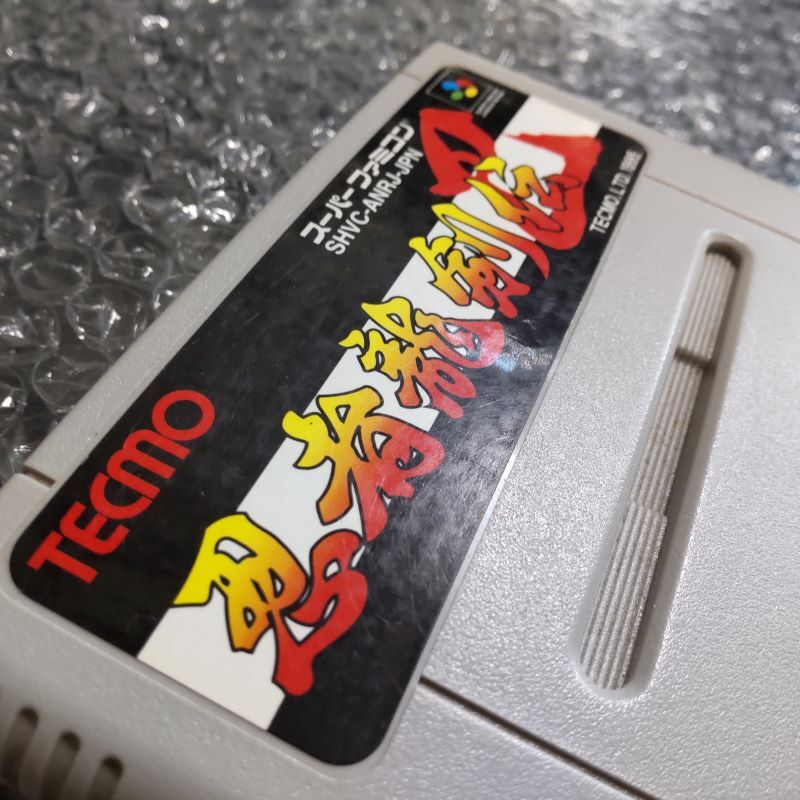 スーパーファミコン
SHVC-ANRJ-JPN
忍者龍剣伝 巴
TECMO,LTD. 1995
TECMO